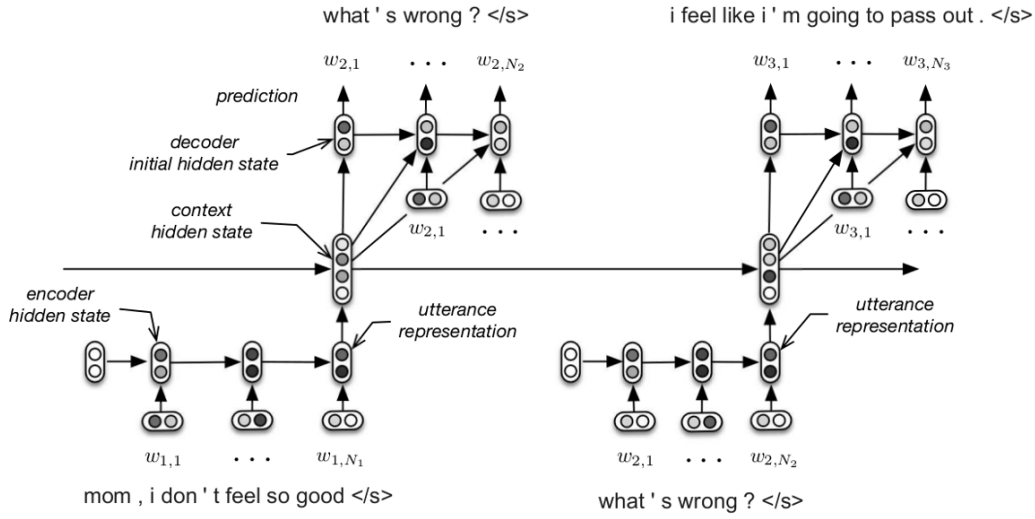 what ' s wrong ? </s>
i feel like i ' m going to pass out . </s>
w2,1 · · · w2,N2
w3,1 · · · w3,N3
prediction
decoder
initial hidden state
context
hidden state
w2,1 · · ·
w3,1 · · ·
encoder
hidden state
utterance
representation
utterance
representation
w1,1 · · · w1,N1
w2,1 · · · w2,N2
mom , i don ' t feel so good </s>
what ' s wrong ? </s>